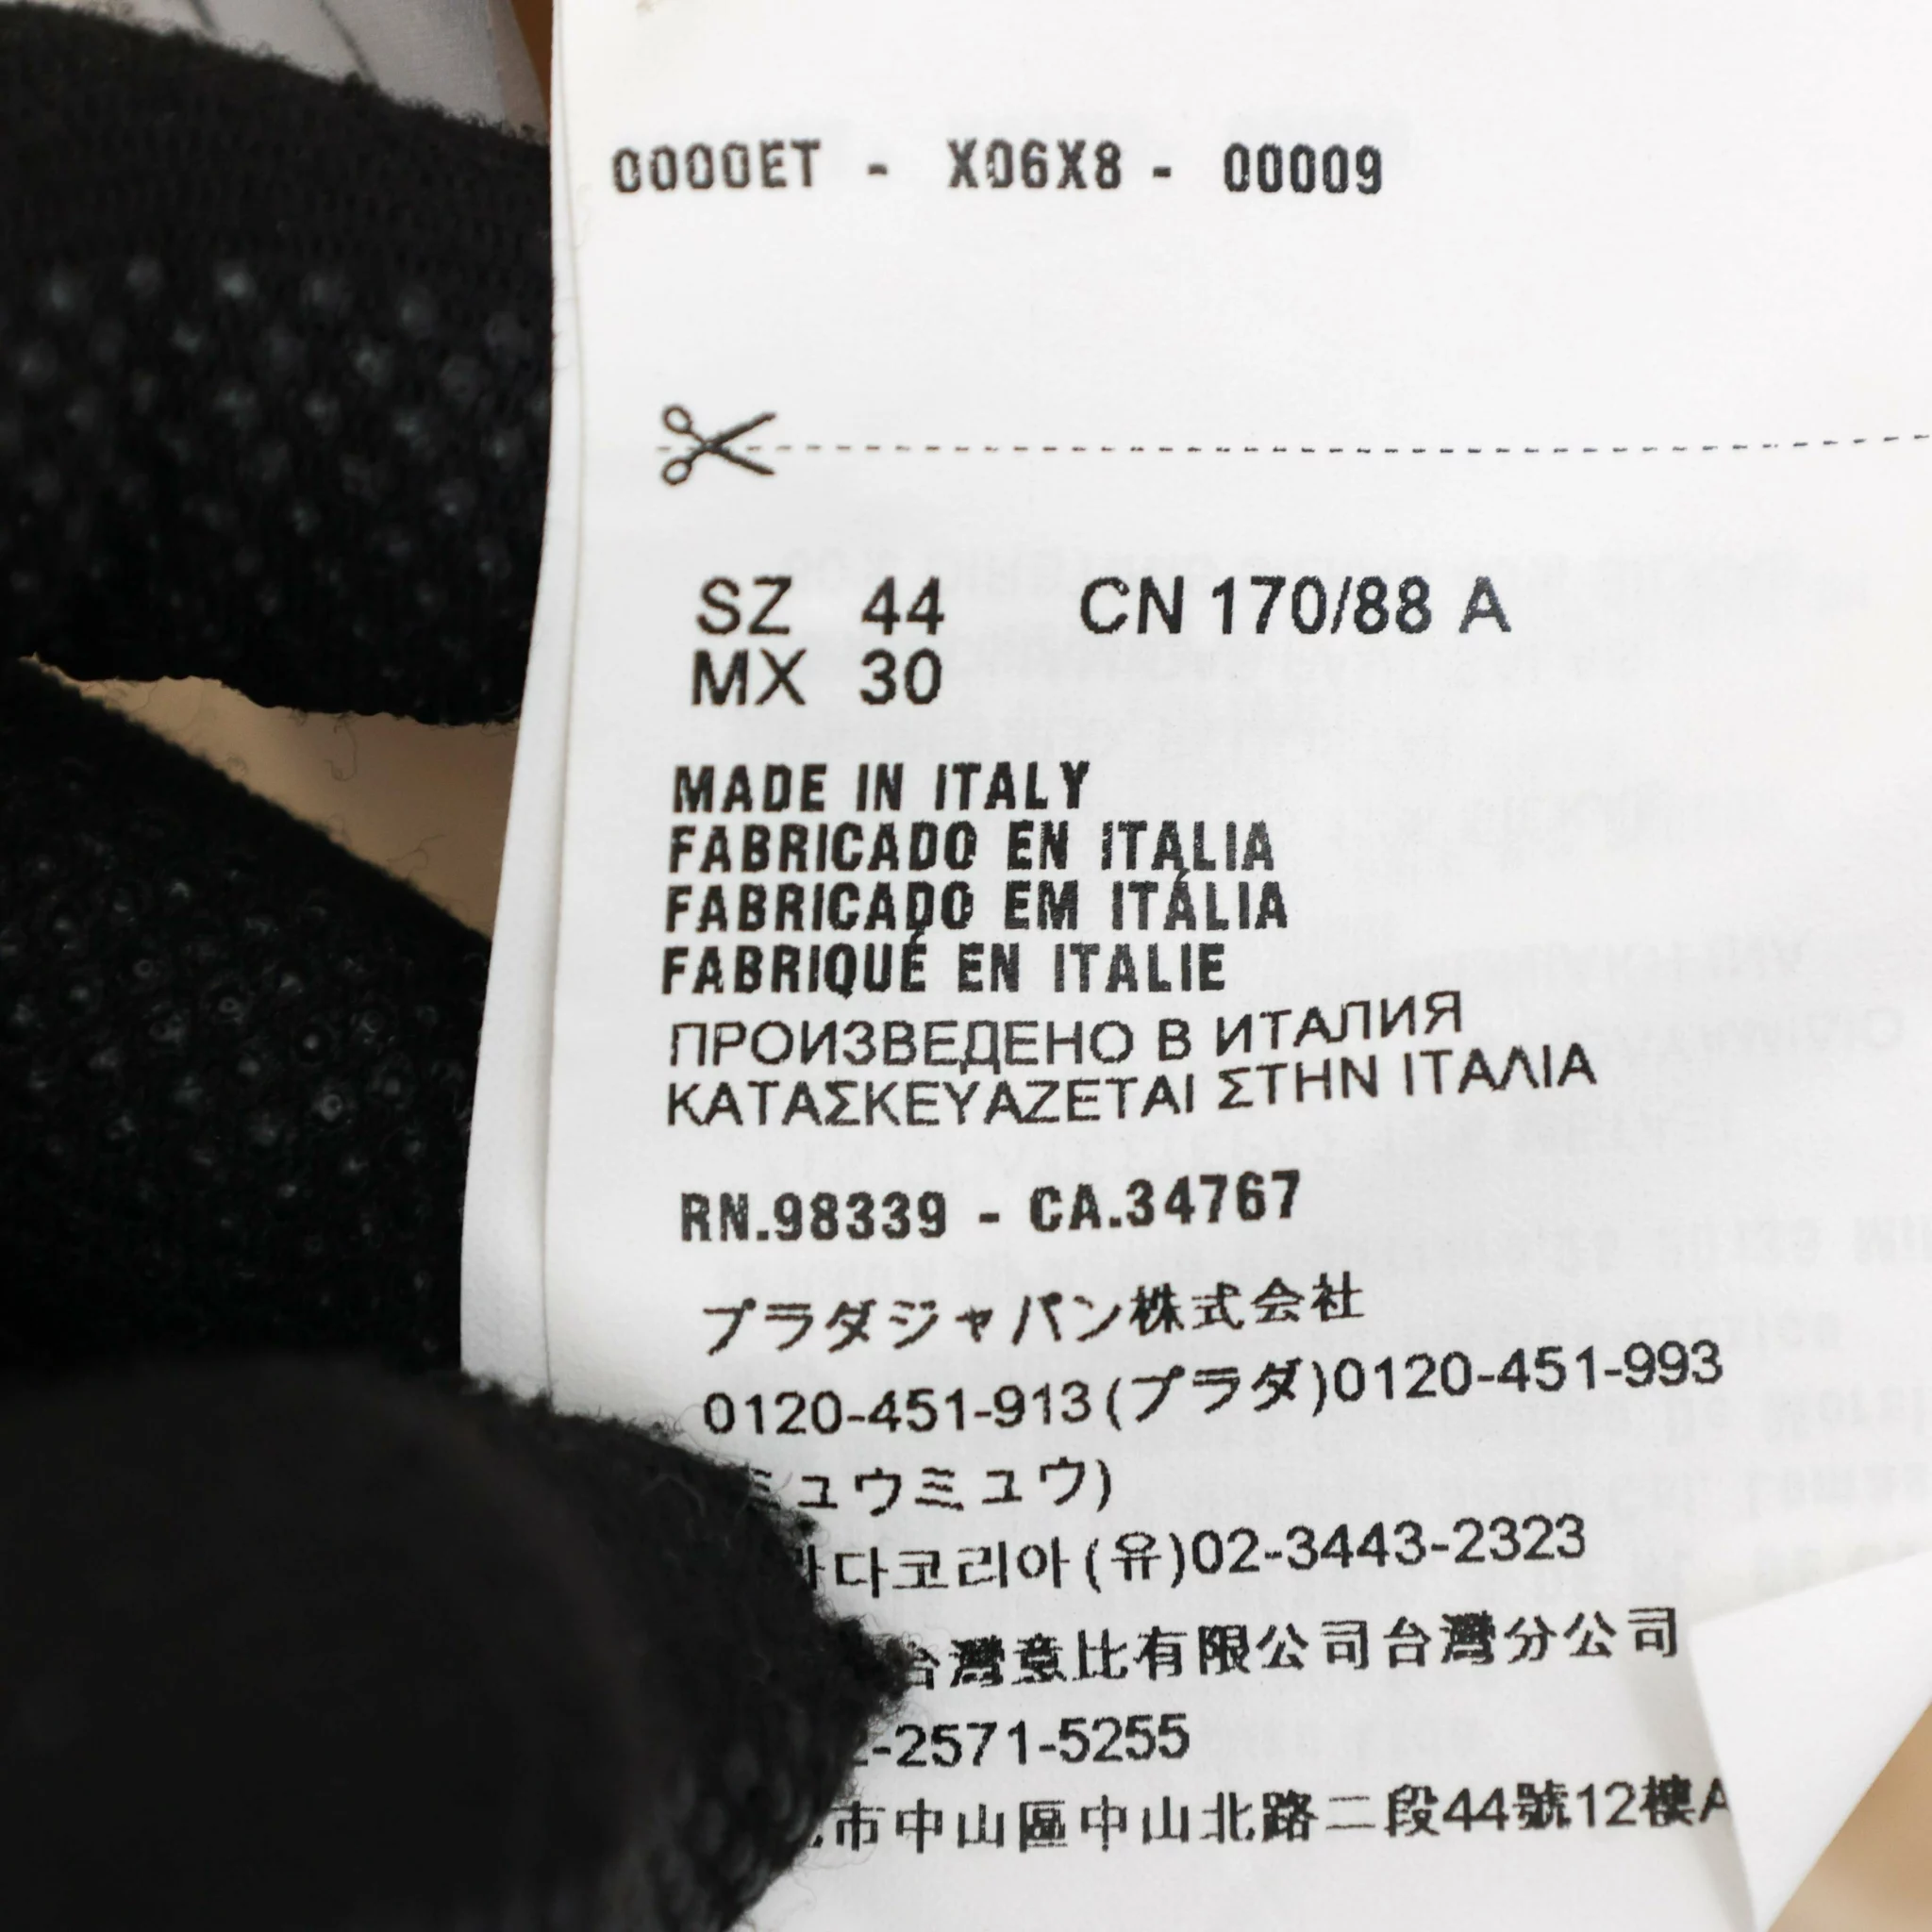 0000ET - X06X8 - 00009
SZ 44 CN 170/88 A
MX 30
MADE IN ITALY
FABRICADO EN ITALIA
FABRICADO EM ITÁLIA
FABRIQUÉ EN ITALIE
ПРОИЗВЕДЕНО В ИТАЛИЯ
ΚΑΤΑΣΚΕΥΑΖΕΤΑΙ ΣΤΗΝ ΙΤΑΛΙΑ
RN.98339 - CA.34767
プラダジャパン株式会社
0120-451-913(プラダ)0120-451-993
ミュウミュウ)
다코리아(유)02-3443-2323
台灣意比有限公司台灣分公司
-2571-5255
市中山區中山北路二段44號12樓A